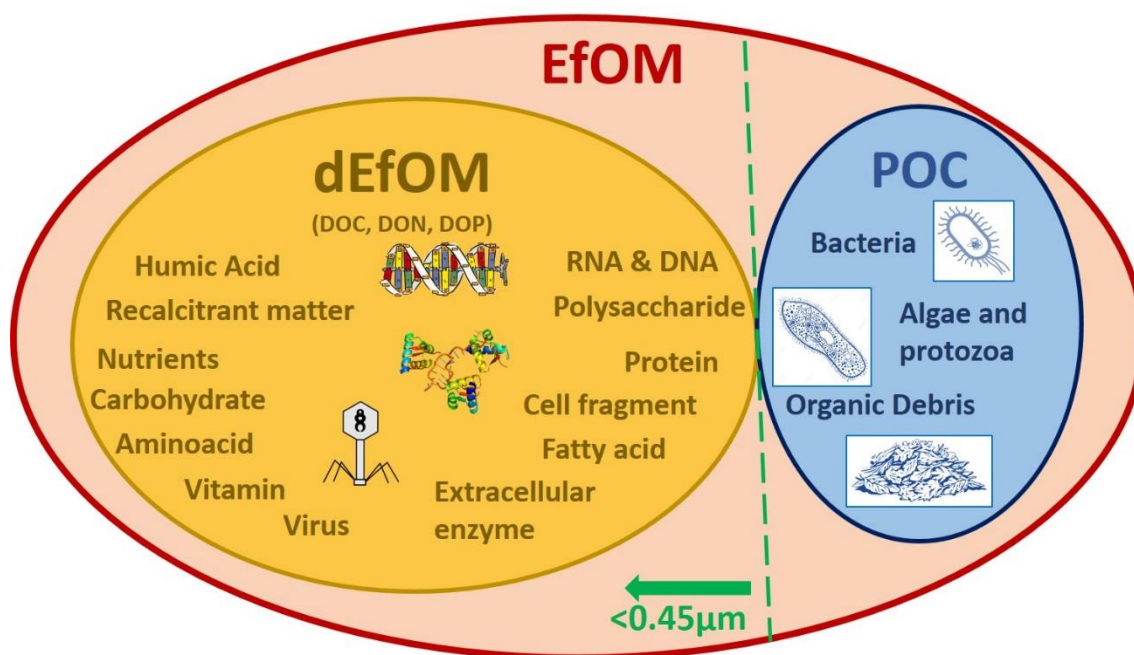 EfOM
dEfOM
(DOC, DON, DOP)
Humic Acid
Recalcitrant matter
Nutrients
Carbohydrate
Aminoacid
Vitamin
Virus
RNA & DNA
Polysaccharide
Protein
Cell fragment
Fatty acid
Extracellular
enzyme
POC
Bacteria
Algae and
protozoa
Organic Debris
<0.45µm